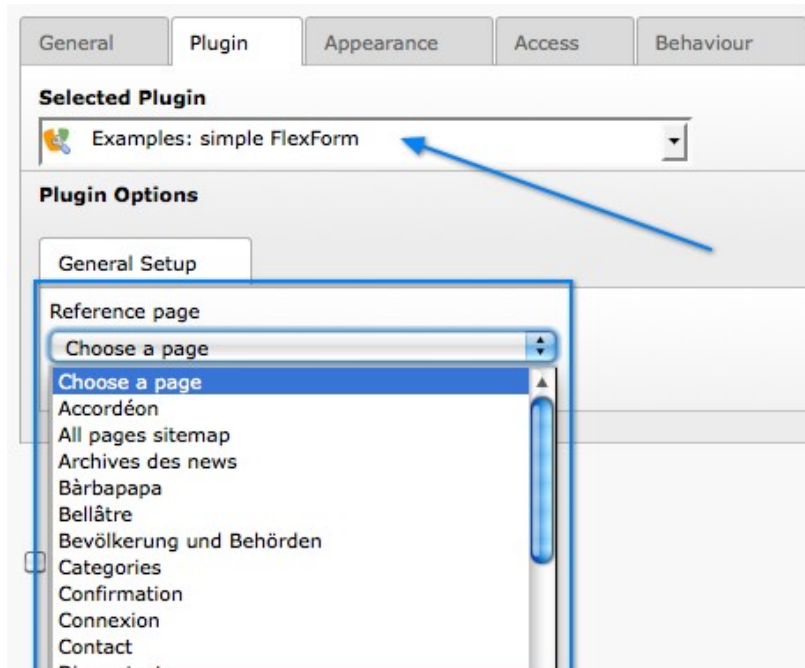 General Plugin Appearance Access Behaviour
Selected Plugin
Examples: simple FlexForm
Plugin Options
General Setup
Reference page
Choose a page
Choose a page
Accordéon
All pages sitemap
Archives des news
Bàrbapapa
Bellâtre
Bevölkerung und Behörden
Categories
Confirmation
Connexion
Contact